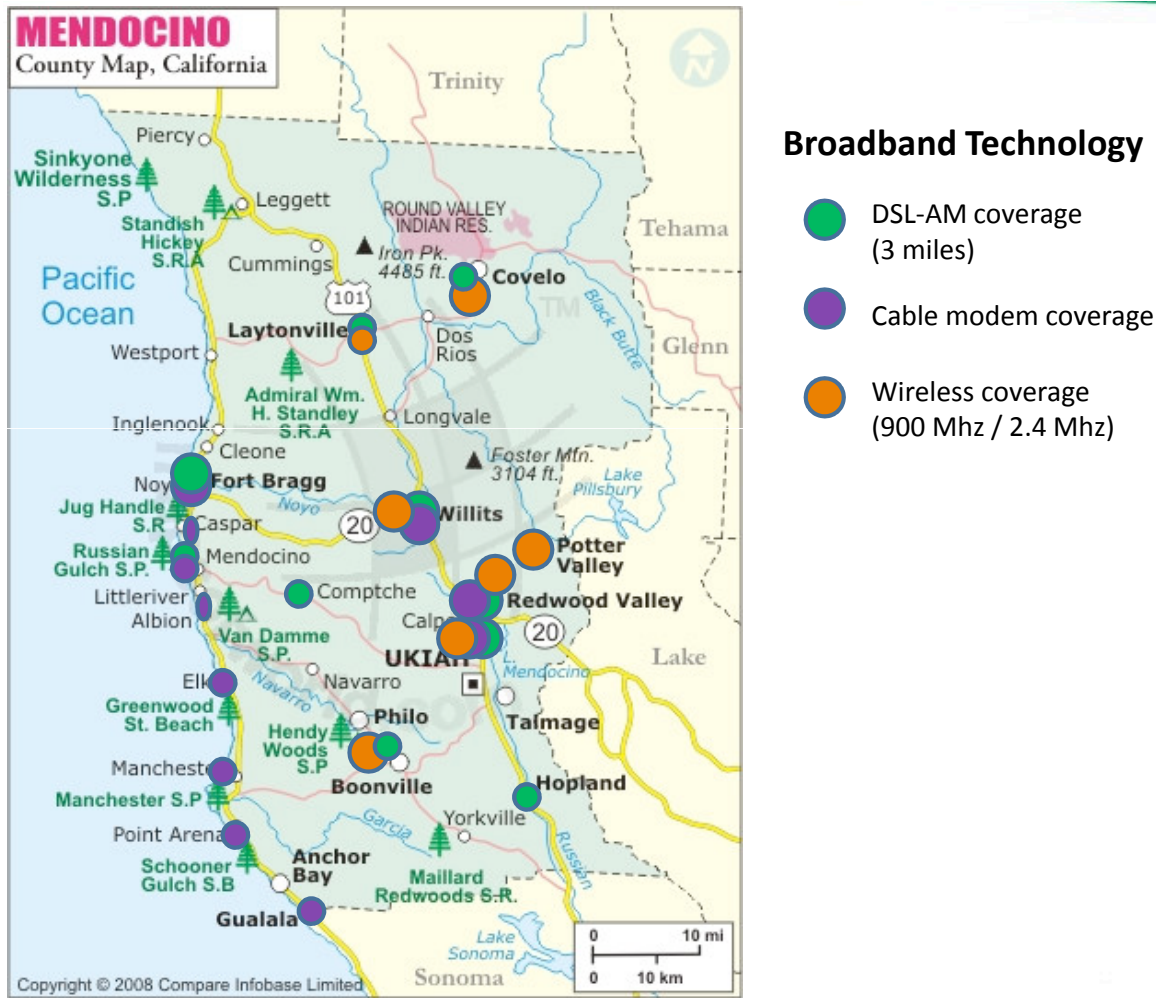 MENDOCINO
County Map, California
N
Trinity
Piercy
Sinkyone
Wilderness
S.P
Leggett
Standish
Hickey
S.R.A
ROUND VALLEY
INDIAN RES.
Tehama
Cummings
Iron Pk.
4485 ft.
Covelo
Pacific
Ocean
101
TM
Black Butte
Laytonville
Dos
Rios
Glenn
Westport
Admiral Wm.
H. Standley
S.R.A
Longvale
Inglenook
Cleone
Foster Mtn.
3104 ft.
Lake
Pillsbury
Noy
Fort Bragg
Noyo
Willits
Jug Handle
S.R
Caspar
20
Potter
Valley
Russian
Gulch S.P.
Mendocino
Comptche
Redwood Valley
Littleriver
Albion
Calp
20
Van Damme
S.P.
UKIAH
Mendocino
Lake
Elk
Navarro
Navarro
Greenwood
St. Beach
Philo
Talmage
Hendy
Woods
S.P
Manchest
Boonville
Hopland
Manchester S.P
Yorkville
Point Arena
Garcia
Russian
Schooner
Gulch S.B
Anchor
Bay
Maillard
Redwoods S.R.
Gualala
Lake
Sonoma
0 10 mi
0 10 km
Sonoma
Copyright © 2008 Compare Infobase Limited
Broadband Technology
DSL-AM coverage
(3 miles)
Cable modem coverage
Wireless coverage
(900 Mhz / 2.4 Mhz)